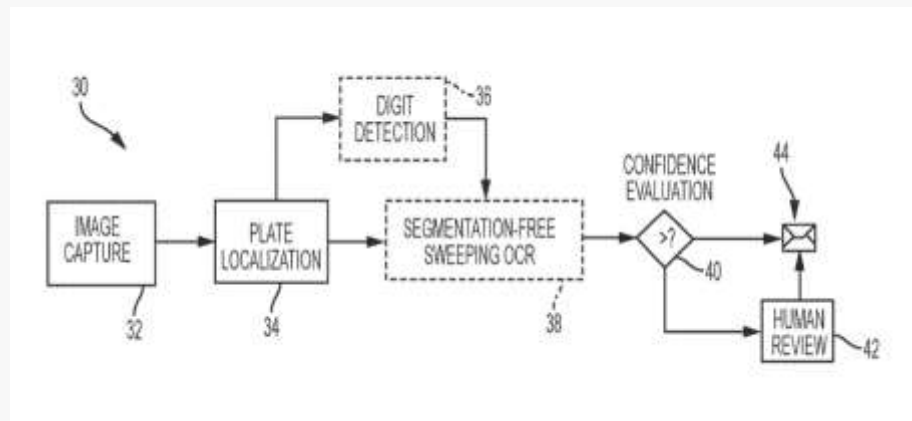 30
DIGIT
DETECTION
36
CONFIDENCE
EVALUATION
44
IMAGE
CAPTURE
32
PLATE
LOCALIZATION
34
SEGMENTATION-FREE
SWEEPING OCR
38
>?
40
HUMAN
REVIEW
42